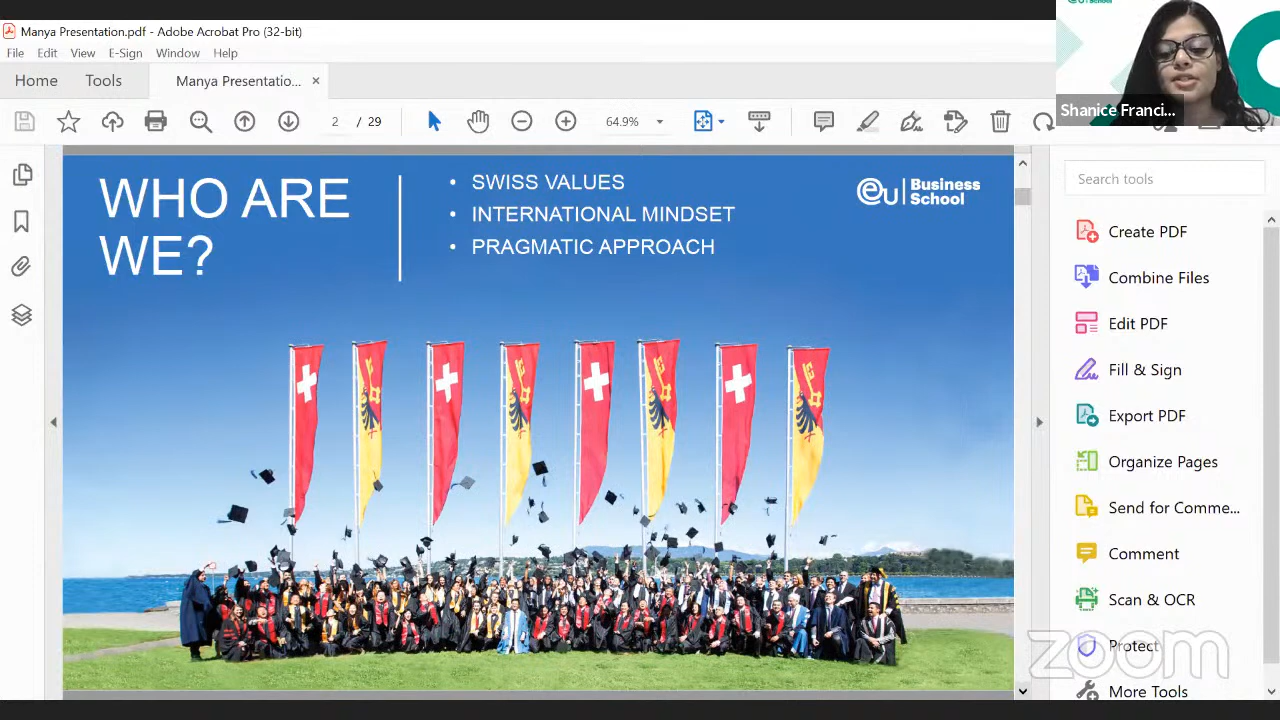 Manya Presentation.pdf - Adobe Acrobat Pro (32-bit)
File Edit View E-Sign Window Help
Home Tools Manya Presentatio... ×
2 / 29 64.9%
Shanice Franci...
WHO ARE
WE?
• SWISS VALUES
• INTERNATIONAL MINDSET
• PRAGMATIC APPROACH
eu Business
School
Search tools
Create PDF
Combine Files
Edit PDF
Fill & Sign
Export PDF
Organize Pages
Send for Comme...
Comment
Scan & OCR
Protect
More Tools
zoom